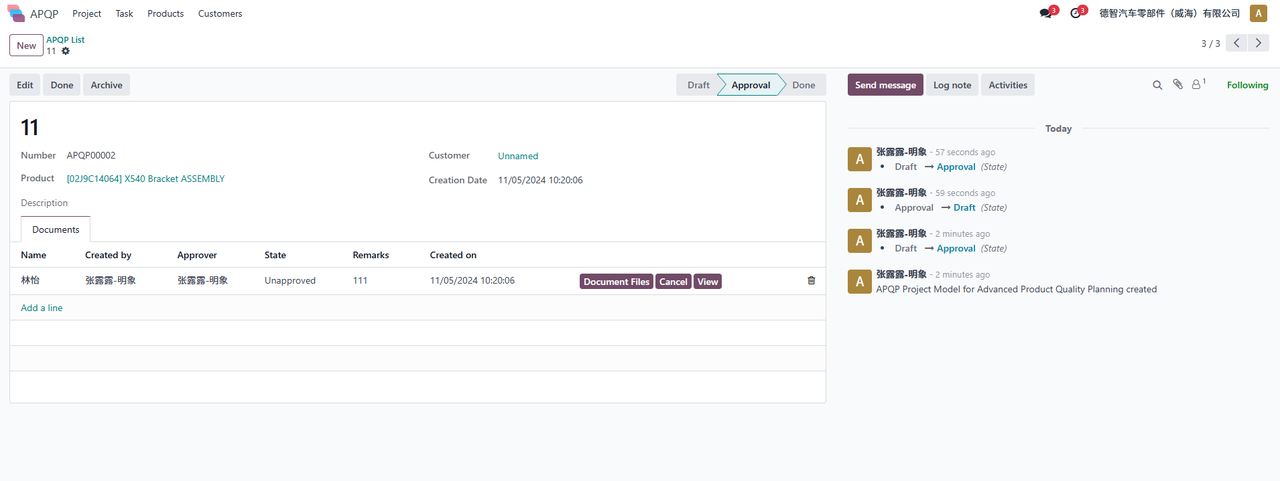 APQP Project Task Products Customers 3 3 德智汽车零部件（威海）有限公司 A
New APQP List
11 3 / 3
Edit Done Archive Draft Approval Done Send message Log note Activities 1 Following
11
Number APQP00002 Customer Unnamed
Product [02J9C14064] X540 Bracket ASSEMBLY Creation Date 11/05/2024 10:20:06
Description
Documents
Name Created by Approver State Remarks Created on
林怡 张露露-明象 张露露-明象 Unapproved 111 11/05/2024 10:20:06 Document Files Cancel View
Add a line
Today
A 张露露-明象 - 57 seconds ago
• Draft → Approval (State)
A 张露露-明象 - 59 seconds ago
• Approval → Draft (State)
A 张露露-明象 - 2 minutes ago
• Draft → Approval (State)
A 张露露-明象 - 2 minutes ago
APQP Project Model for Advanced Product Quality Planning created